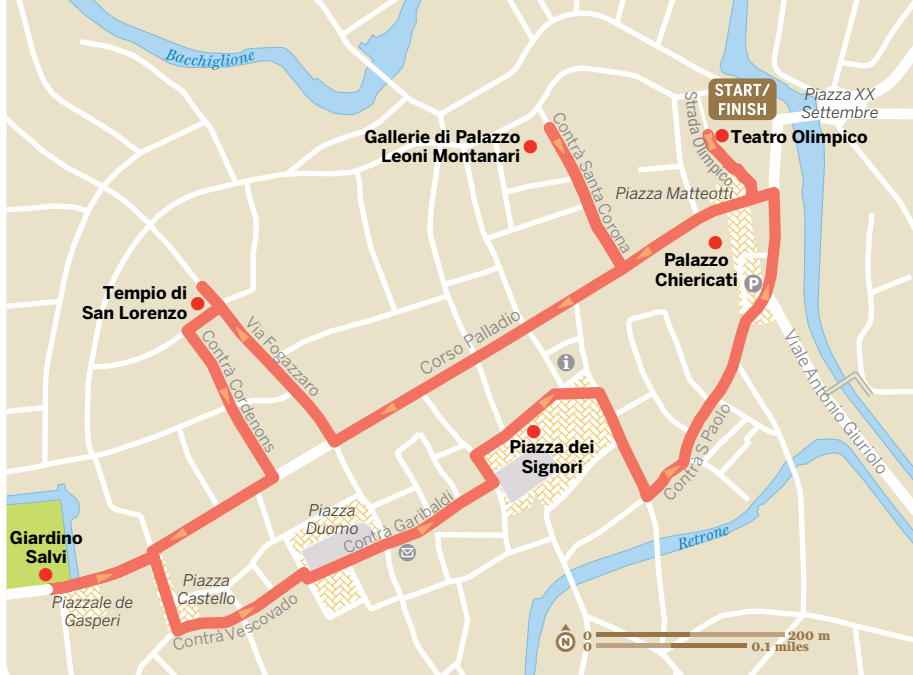 Bacchiglione
START/
FINISH
Piazza XX
Settembre
Strada Olimpico
Teatro Olimpico
Gallerie di Palazzo
Leoni Montanari
Contrà Santa Corona
Piazza Matteotti
Palazzo
Chiericati
P
Tempio di
San Lorenzo
Via Fogazzaro
Corso Palladio
Contrà Cordenons
i
Viale Antonio Giuriolo
Piazza dei
Signori
Contrà S Paolo
Piazza
Duomo
Contrà Garibaldi
Retrone
Giardino
Salvi
Piazza
Castello
Piazzale de
Gasperi
Contrà Vescovado
N
0 200 m
0 0.1 miles